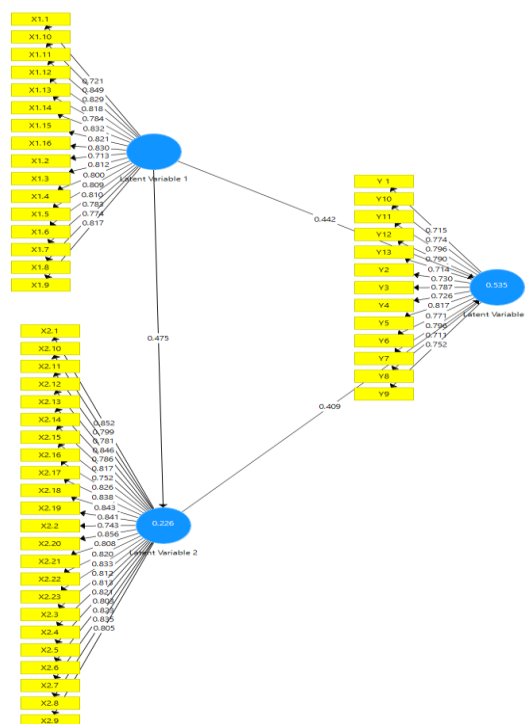 X1.1
X1.10
X1.11
X1.12
X1.13
X1.14
X1.15
X1.16
X1.2
X1.3
X1.4
X1.5
X1.6
X1.7
X1.8
X1.9
0.721
0.849
0.829
0.818
0.784
0.832
0.821
0.830
0.713
0.812
0.800
0.809
0.810
0.783
0.774
0.817
Latent Variable 1
0.442
0.475
Y 1
Y10
Y11
Y12
Y13
Y2
Y3
Y4
Y5
Y6
Y7
Y8
Y9
0.715
0.774
0.796
0.790
0.714
0.730
0.787
0.726
0.817
0.771
0.796
0.711
0.752
0.535
Latent Variable
0.409
X2.1
X2.10
X2.11
X2.12
X2.13
X2.14
X2.15
X2.16
X2.17
X2.18
X2.19
X2.2
X2.20
X2.21
X2.22
X2.23
X2.3
X2.4
X2.5
X2.6
X2.7
X2.8
X2.9
0.852
0.799
0.781
0.846
0.786
0.817
0.752
0.826
0.838
0.843
0.841
0.743
0.856
0.808
0.820
0.833
0.812
0.813
0.821
0.803
0.823
0.835
0.805
0.226
Latent Variable 2